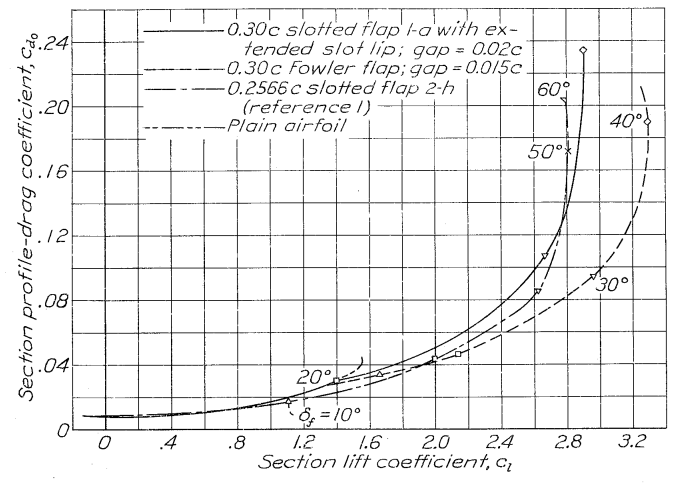 0.30c slotted flap 1-a with ex-
tended slot lip; gap = 0.02c
0.30c Fowler flap; gap = 0.015c
0.2566c slotted flap 2-h
(reference 1)
Plain airfoil
.24
.20
.16
.12
.08
.04
0
Section profile-drag coefficient, c_d₀
60°
50°
40°
30°
20°
δ_f = 10°
0 .4 .8 1.2 1.6 2.0 2.4 2.8 3.2
Section lift coefficient, c_l